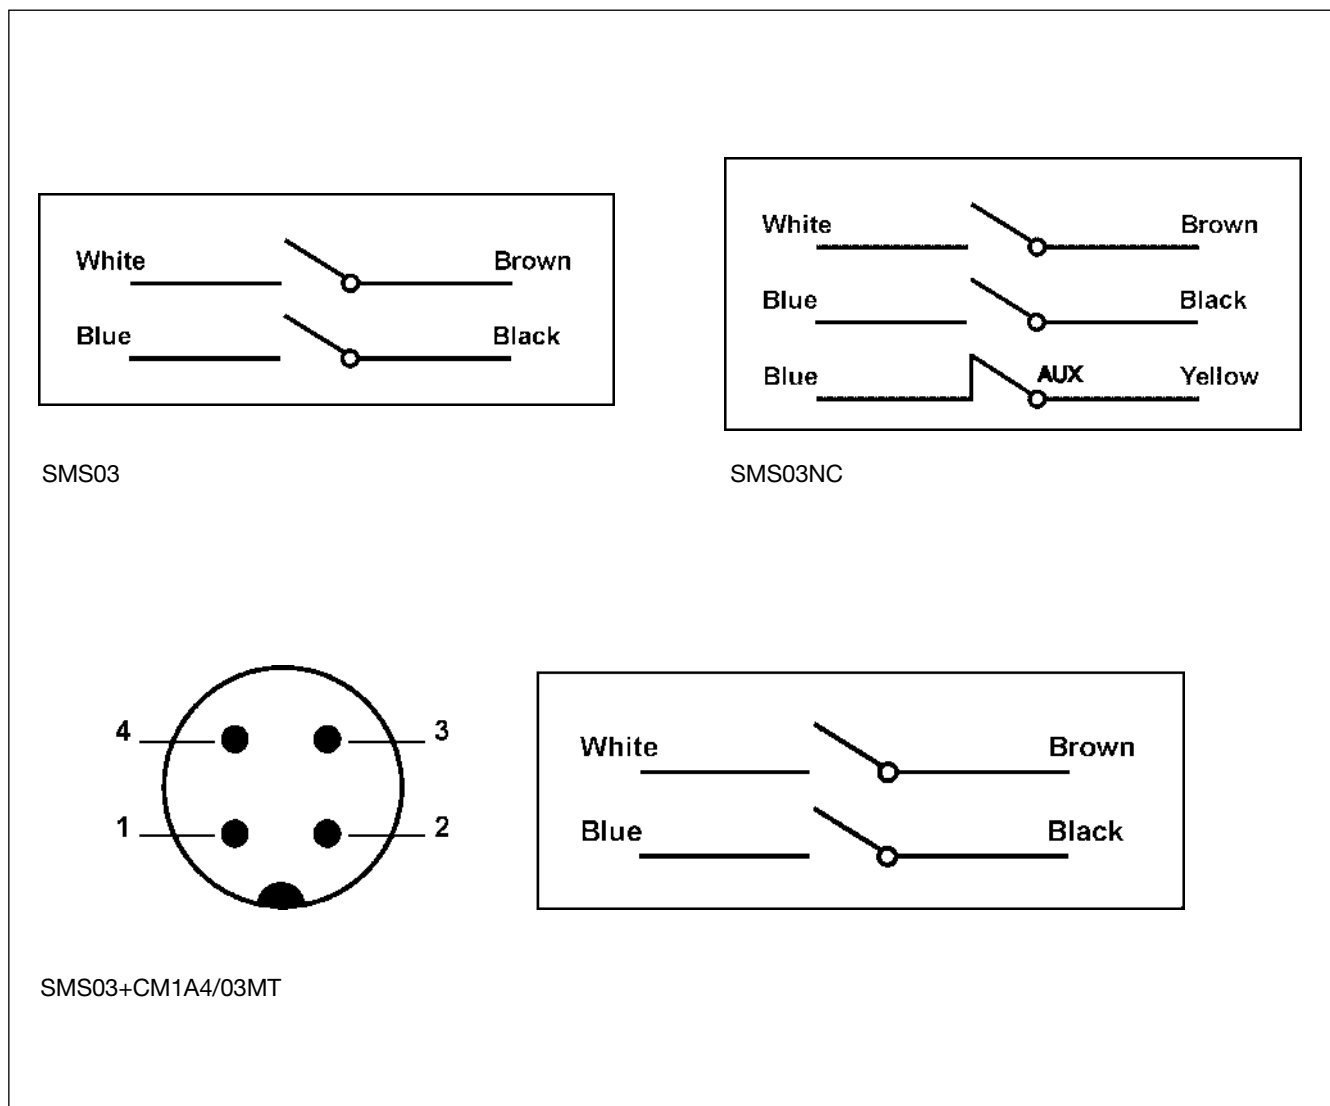 White Brown
Blue Black
SMS03
White Brown
Blue Black
Blue AUX Yellow
SMS03NC
4 3
1 2
White Brown
Blue Black
SMS03+CM1A4/03MT